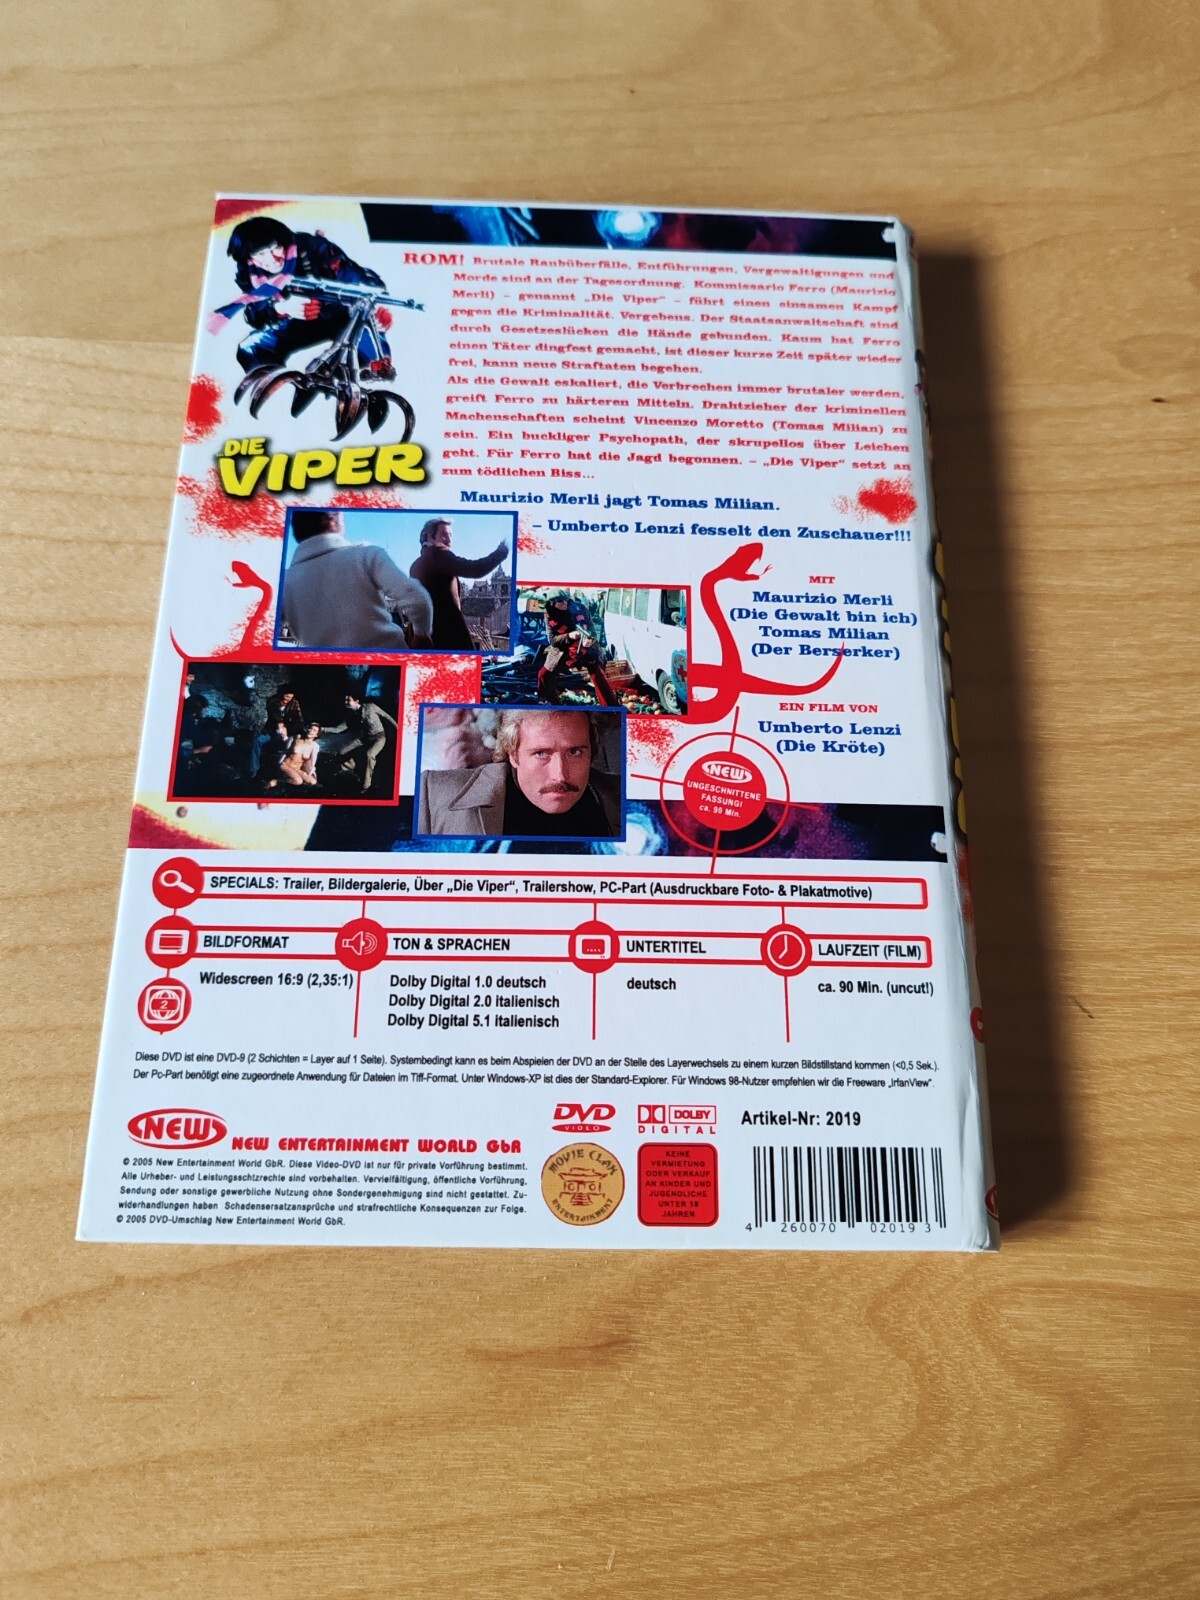 ROM! Brutale Raubüberfälle, Entführungen, Vergewaltigungen und
Morde sind an der Tagesordnung. Kommissario Ferro (Maurizio
Merli) – genannt „Die Viper" – führt einen einsamen Kampf
gegen die Kriminalität. Vergebens. Der Staatsanwaltschaft sind
durch Gesetzeslücken die Hände gebunden. Kaum hat Ferro
einen Täter dingfest gemacht, ist dieser kurze Zeit später wieder
frei, kann neue Straftaten begehen.
Als die Gewalt eskaliert, die Verbrechen immer brutaler werden,
greift Ferro zu härteren Mitteln. Drahtzieher der kriminellen
Machenschaften scheint Vincenzo Moretto (Tomas Milian) zu
sein. Ein buckliger Psychopath, der skrupellos über Leichen
geht. Für Ferro hat die Jagd begonnen. – „Die Viper" setzt an
zum tödlichen Biss...
DIE
VIPER
Maurizio Merli jagt Tomas Milian.
– Umberto Lenzi fesselt den Zuschauer!!!
MIT
Maurizio Merli
(Die Gewalt bin ich)
Tomas Milian
(Der Berserker)
EIN FILM VON
Umberto Lenzi
(Die Kröte)
NEW
UNGESCHNITTENE
FASSUNG!
ca. 90 Min.
SPECIALS: Trailer, Bildergalerie, Über „Die Viper", Trailershow, PC-Part (Ausdruckbare Foto- & Plakatmotive)
BILDFORMAT
Widescreen 16:9 (2,35:1)
2
TON & SPRACHEN
Dolby Digital 1.0 deutsch
Dolby Digital 2.0 italienisch
Dolby Digital 5.1 italienisch
UNTERTITEL
deutsch
LAUFZEIT (FILM)
ca. 90 Min. (uncut!)
Diese DVD ist eine DVD-9 (2 Schichten = Layer auf 1 Seite). Systembedingt kann es beim Abspielen der DVD an der Stelle des Layerwechsels zu einem kurzen Bildstillstand kommen (<0,5 Sek.).
Der Pc-Part benötigt eine zugeordnete Anwendung für Dateien im Tiff-Format. Unter Windows-XP ist dies der Standard-Explorer. Für Windows 98-Nutzer empfehlen wir die Freeware „IrfanView".
NEW
NEW ENTERTAINMENT WORLD GbR
© 2005 New Entertainment World GbR. Diese Video-DVD ist nur für private Vorführung bestimmt.
Alle Urheber- und Leistungsschtzrechte sind vorbehalten. Vervielfältigung, öffentliche Vorführung,
Sendung oder sonstige gewerbliche Nutzung ohne Sondergenehmigung sind nicht gestattet. Zu-
widerhandlungen haben Schadensersatzansprüche und strafrechtliche Konsequenzen zur Folge.
© 2005 DVD-Umschlag New Entertainment World GbR.
DVD
VIDEO
DOLBY
DIGITAL
MOVIE CLAN
ENTERTAINMENT
KEINE
VERMIETUNG
ODER VERKAUF
AN KINDER UND
JUGENDLICHE
UNTER 18
JAHREN
Artikel-Nr: 2019
4 260070 020193